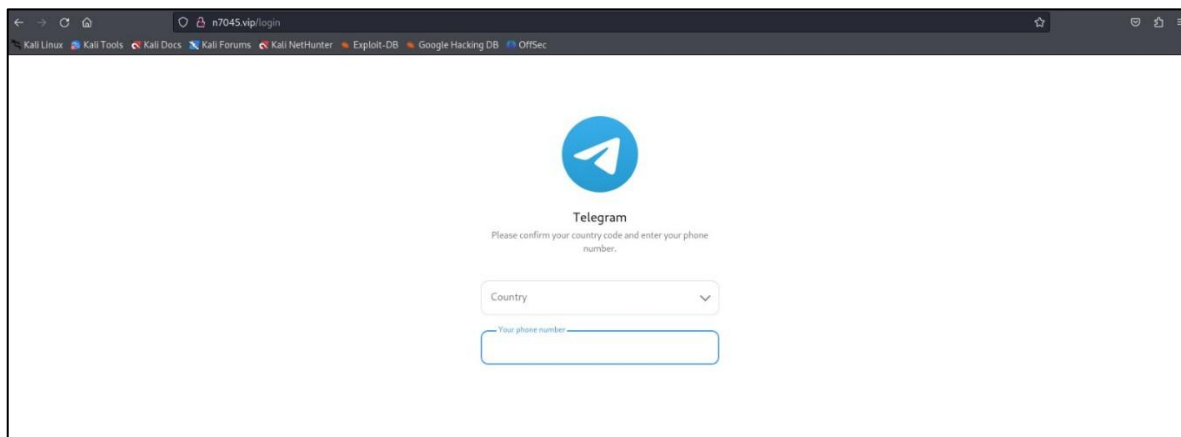 n7045.vip/login
Kali Linux Kali Tools Kali Docs Kali Forums Kali NetHunter Exploit-DB Google Hacking DB OffSec
Telegram
Please confirm your country code and enter your phone
number.
Country
Your phone number